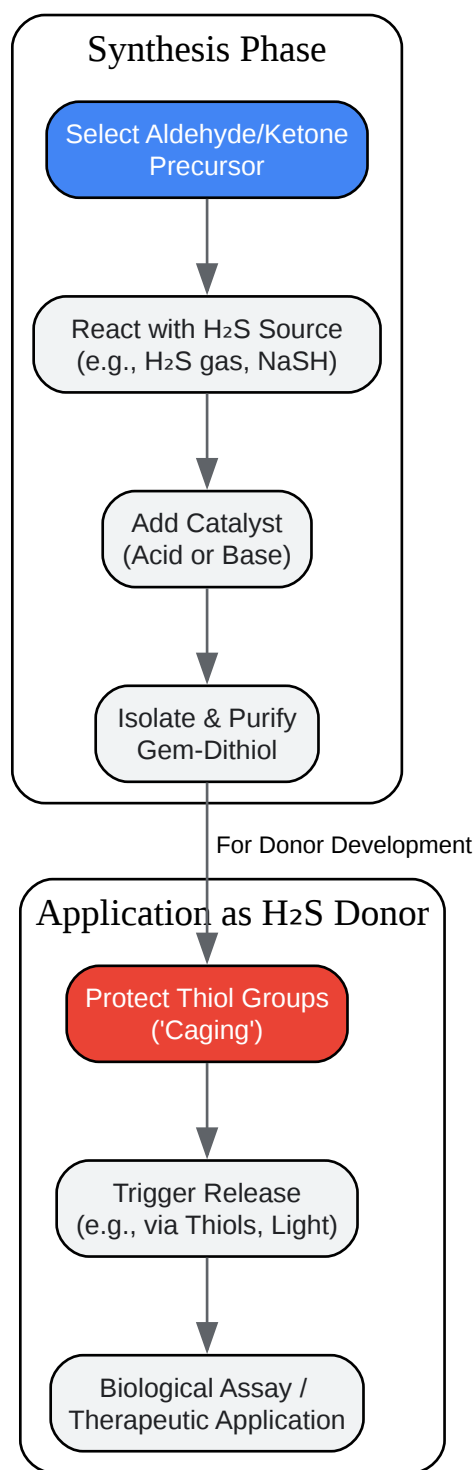 Synthesis Phase
Select Aldehyde/Ketone
Precursor
React with H₂S Source
(e.g., H₂S gas, NaSH)
Add Catalyst
(Acid or Base)
Isolate & Purify
Gem-Dithiol
For Donor Development
Application as H₂S Donor
Protect Thiol Groups
('Caging')
Trigger Release
(e.g., via Thiols, Light)
Biological Assay /
Therapeutic Application